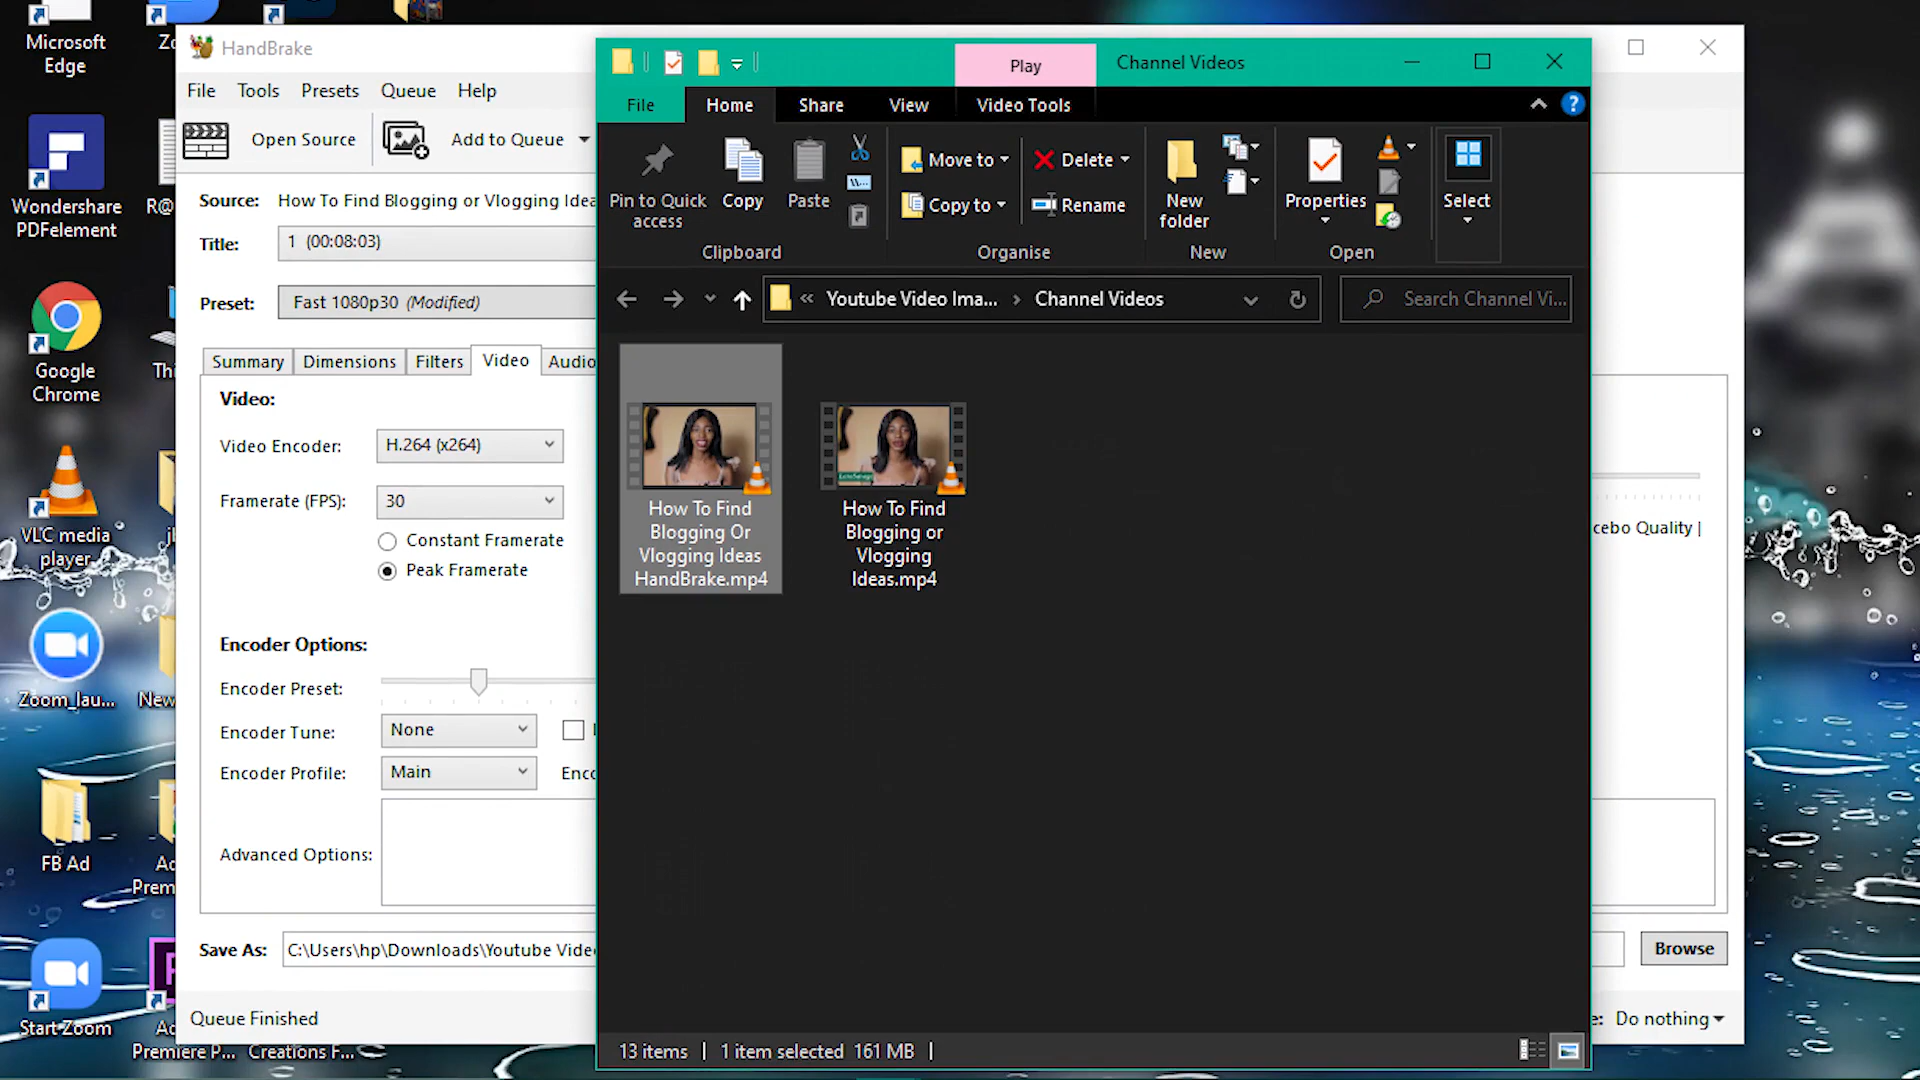 Microsoft
Edge
Wondershare
PDFelement
Google
Chrome
VLC media
player
Zoom_lau...
FB Ad
Start Zoom
New
Premiere P...
Creations F...
HandBrake
File Tools Presets Queue Help
Open Source
Add to Queue
Source: How To Find Blogging or Vlogging Idea
Title: 1 (00:08:03)
Preset: Fast 1080p30 (Modified)
Summary Dimensions Filters Video Audio
Video:
Video Encoder: H.264 (x264)
Framerate (FPS): 30
Constant Framerate
Peak Framerate
Encoder Options:
Encoder Preset:
Encoder Tune: None
Encoder Profile: Main
Enco
Advanced Options:
Save As: C:\Users\hp\Downloads\Youtube Vide
Queue Finished
cebo Quality |
Browse
e: Do nothing
Play
Channel Videos
File Home Share View Video Tools
Pin to Quick
access
Copy
Paste
Clipboard
Move to
Copy to
Delete
Rename
Organise
New
folder
New
Properties
Open
Select
« Youtube Video Ima... › Channel Videos
Search Channel Vi...
How To Find
Blogging Or
Vlogging Ideas
HandBrake.mp4
How To Find
Blogging or
Vlogging
Ideas.mp4
13 items | 1 item selected 161 MB |